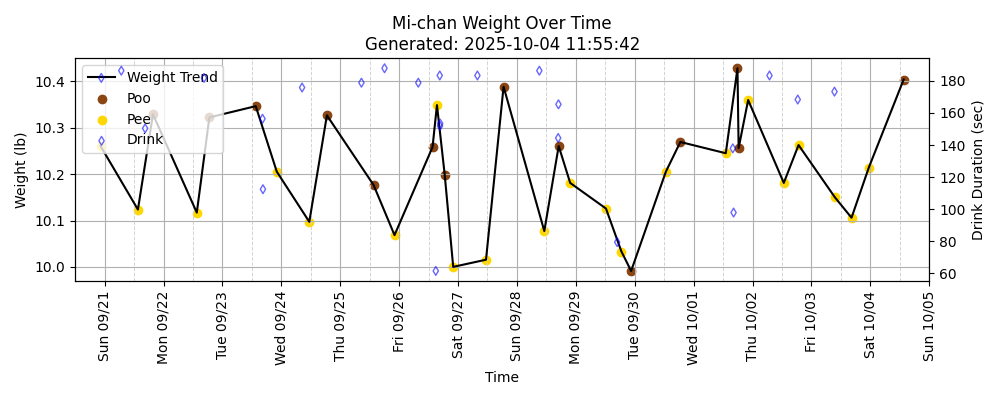 Mi-chan Weight Over Time
Generated: 2025-10-04 11:55:42
Weight (lb)
10.4
10.3
10.2
10.1
10.0
Weight Trend
Poo
Pee
Drink
180
160
140
120
100
80
60
Drink Duration (sec)
Sun 09/21
Mon 09/22
Tue 09/23
Wed 09/24
Thu 09/25
Fri 09/26
Sat 09/27
Sun 09/28
Mon 09/29
Tue 09/30
Wed 10/01
Thu 10/02
Fri 10/03
Sat 10/04
Sun 10/05
Time